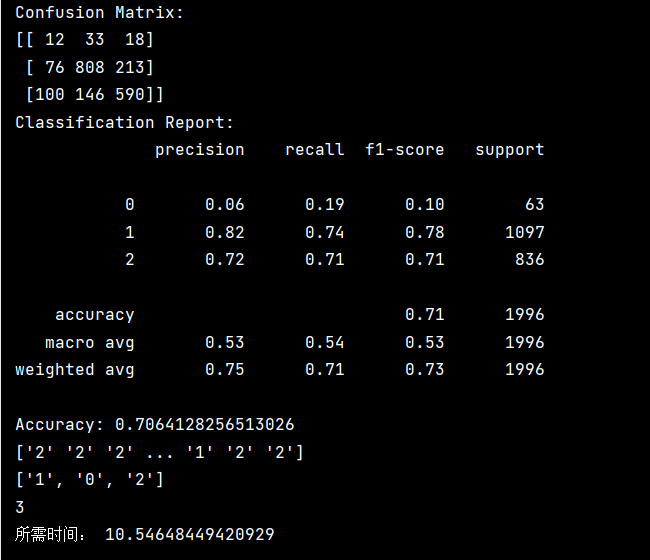 Confusion Matrix:
[[ 12  33  18]
 [ 76 808 213]
 [100 146 590]]
Classification Report:
              precision    recall  f1-score   support

           0       0.06      0.19      0.10        63
           1       0.82      0.74      0.78      1097
           2       0.72      0.71      0.71       836

    accuracy                           0.71      1996
   macro avg       0.53      0.54      0.53      1996
weighted avg       0.75      0.71      0.73      1996

Accuracy: 0.7064128256513026
['2' '2' '2' ... '1' '2' '2']
['1', '0', '2']
3
所需时间： 10.54648449420929